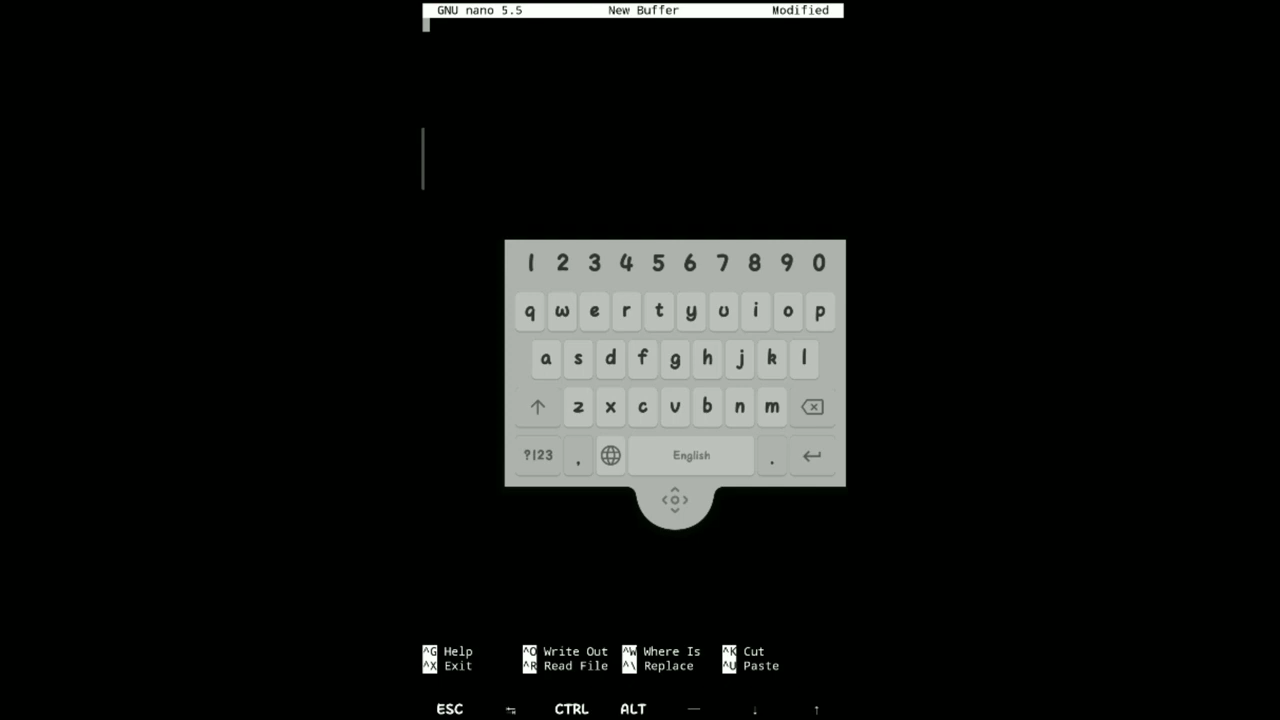 GNU nano 5.5 New Buffer Modified
1 2 3 4 5 6 7 8 9 0
q w e r t y u i o p
a s d f g h j k l
z x c v b n m
?123 , English .
^G Help ^O Write Out ^W Where Is ^K Cut
^X Exit ^R Read File ^\ Replace ^U Paste
ESC ↹ CTRL ALT — ↓ ↑